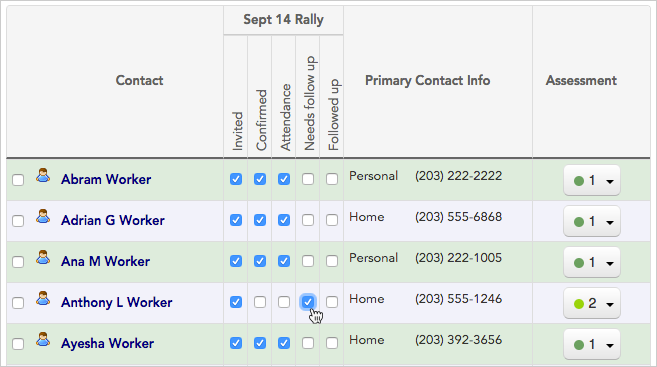 Sept 14 Rally
Contact
Invited
Confirmed
Attendance
Needs follow up
Followed up
Primary Contact Info
Assessment
Abram Worker Personal (203) 222-2222 1
Adrian G Worker Home (203) 555-6868 1
Ana M Worker Personal (203) 222-1005 1
Anthony L Worker Home (203) 555-1246 2
Ayesha Worker Home (203) 392-3656 1